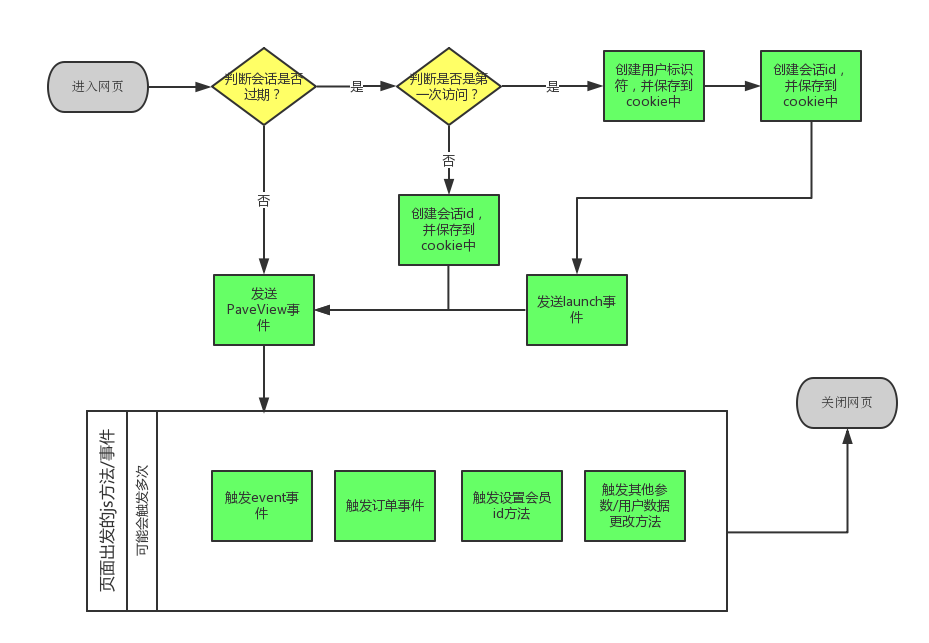 进入网页
判断会话是否
过期？
是
判断是否是第
一次访问？
是
创建用户标识
符，并保存到
cookie中
创建会话id，
并保存到
cookie中
否
否
创建会话id，
并保存到
cookie中
发送
PaveView事
件
发送launch事
件
关闭网页
页面出发的js方法/事件
可能会触发多次
触发event事
件
触发订单事件
触发设置会员
id方法
触发其他参
数/用户数据
更改方法